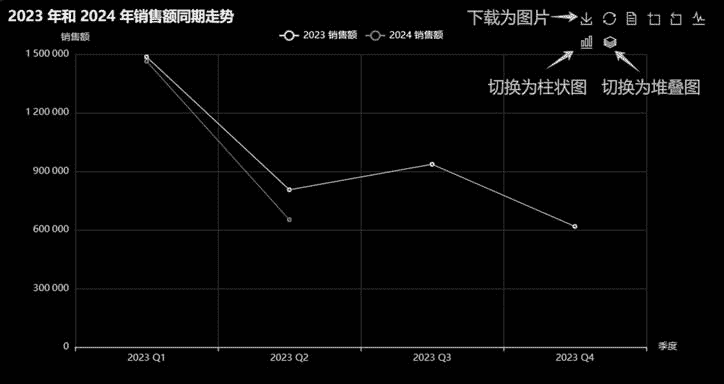 2023 年和 2024 年销售额同期走势
下载为图片
销售额
2023 销售额
2024 销售额
切换为柱状图
切换为堆叠图
1 500 000
1 200 000
900 000
600 000
300 000
0
季度
2023 Q1
2023 Q2
2023 Q3
2023 Q4